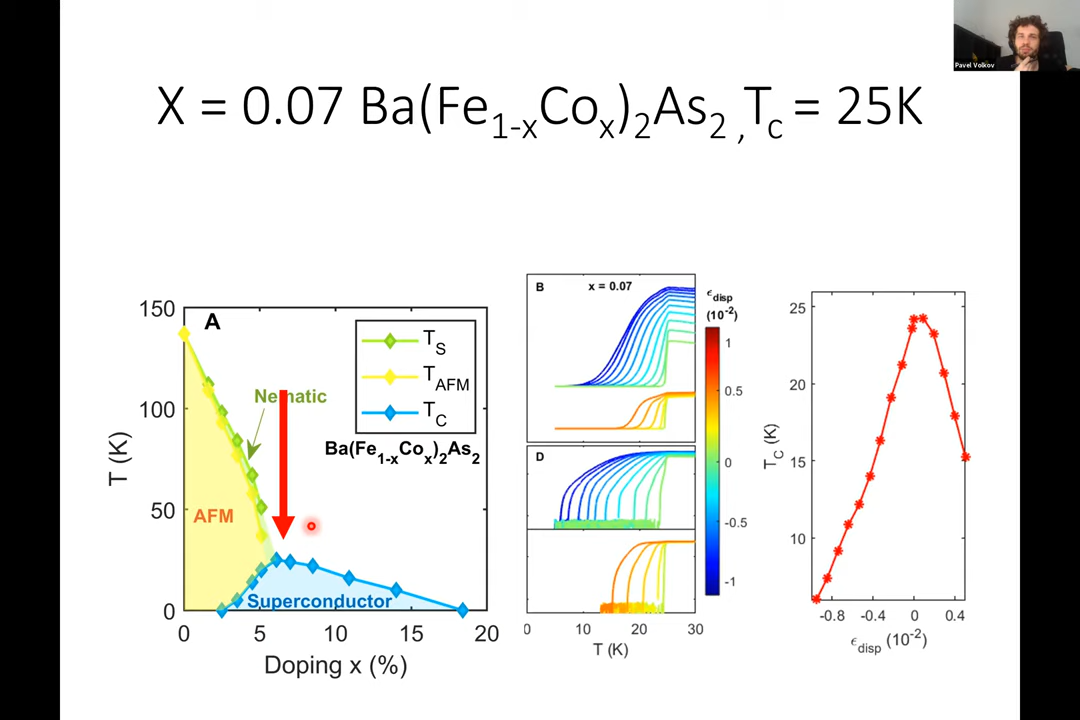 Pavel Volkov
X = 0.07 Ba(Fe1-xCox)2As2 ,Tc = 25K
A
T (K)
150
100
50
0
TS
TAFM
TC
Nematic
Ba(Fe1-xCox)2As2
AFM
Superconductor
0 5 10 15 20
Doping x (%)
B x = 0.07
D
0 10 20 30
T (K)
ϵdisp
(10-2)
1
0.5
0
-0.5
-1
TC (K)
25
20
15
10
-0.8 -0.4 0 0.4
ϵdisp (10-2)